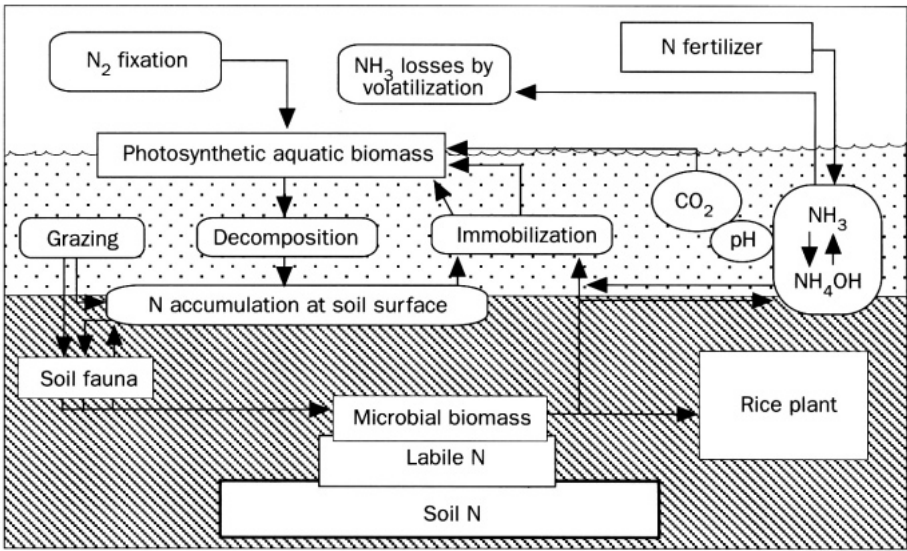 N₂ fixation
NH₃ losses by
volatilization
N fertilizer
Photosynthetic aquatic biomass
CO₂
pH
NH₃
NH₄OH
Grazing
Decomposition
Immobilization
N accumulation at soil surface
Soil fauna
Microbial biomass
Rice plant
Labile N
Soil N